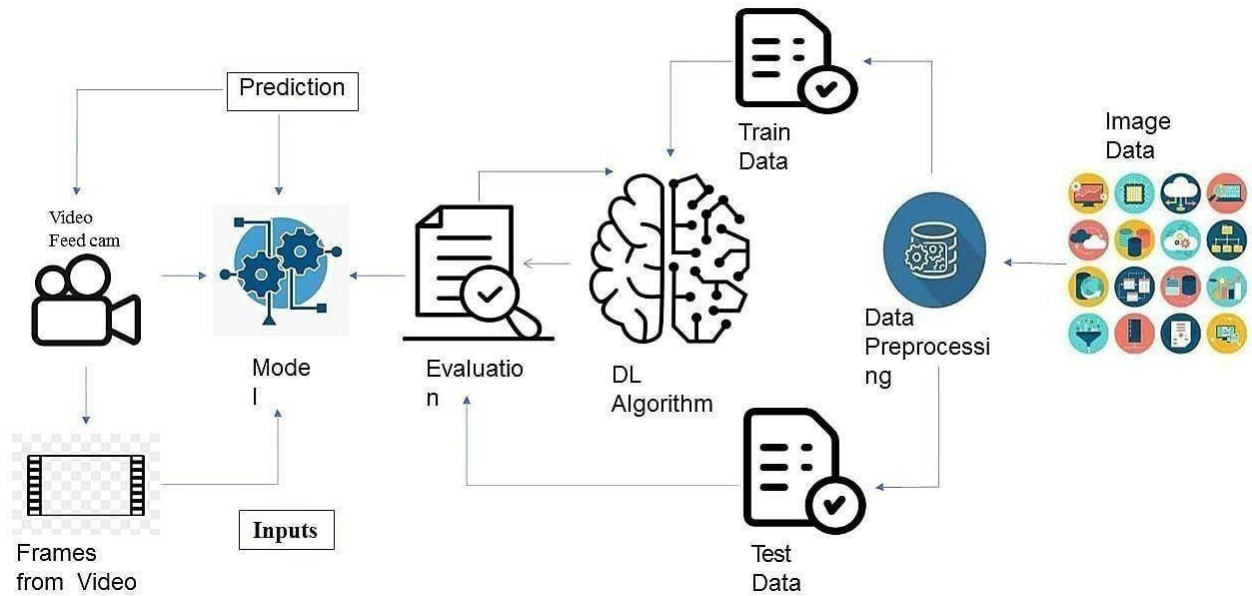 Prediction
Train
Data
Image
Data
Video
Feed cam
Data
Preprocessi
ng
Mode
l
Evaluatio
n
DL
Algorithm
Inputs
Frames
from Video
Test
Data